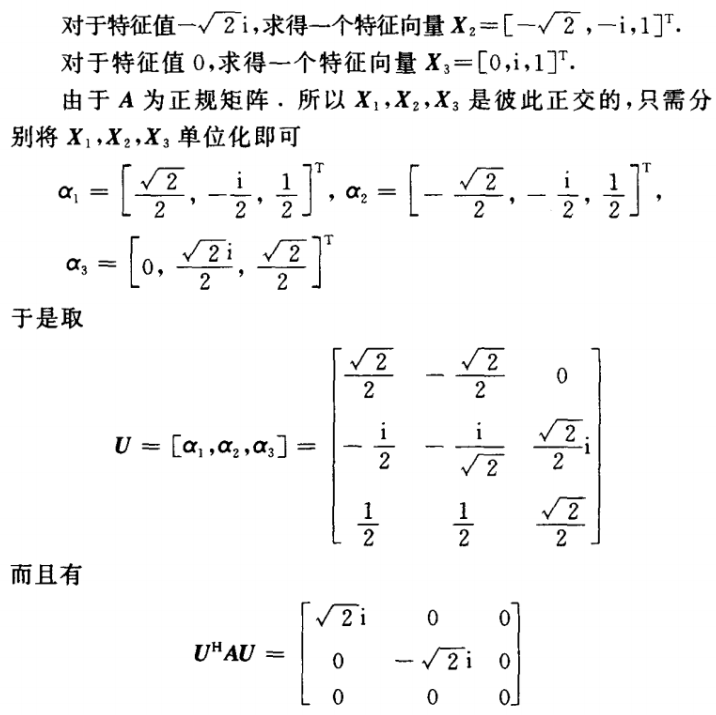 对于特征值−√2i,求得一个特征向量 X₂=[−√2,−i,1]ᵀ.
对于特征值 0,求得一个特征向量 X₃=[0,i,1]ᵀ.
由于 A 为正规矩阵．所以 X₁,X₂,X₃ 是彼此正交的,只需分
别将 X₁,X₂,X₃ 单位化即可
α₁ = [√2/2, −i/2, 1/2]ᵀ, α₂ = [−√2/2, −i/2, 1/2]ᵀ,
α₃ = [0, √2i/2, √2/2]ᵀ
于是取
U = [α₁,α₂,α₃] = [√2/2 −√2/2 0
−i/2 −i/√2 √2/2 i
1/2 1/2 √2/2]
而且有
UᴴAU = [√2i 0 0
0 −√2i 0
0 0 0]